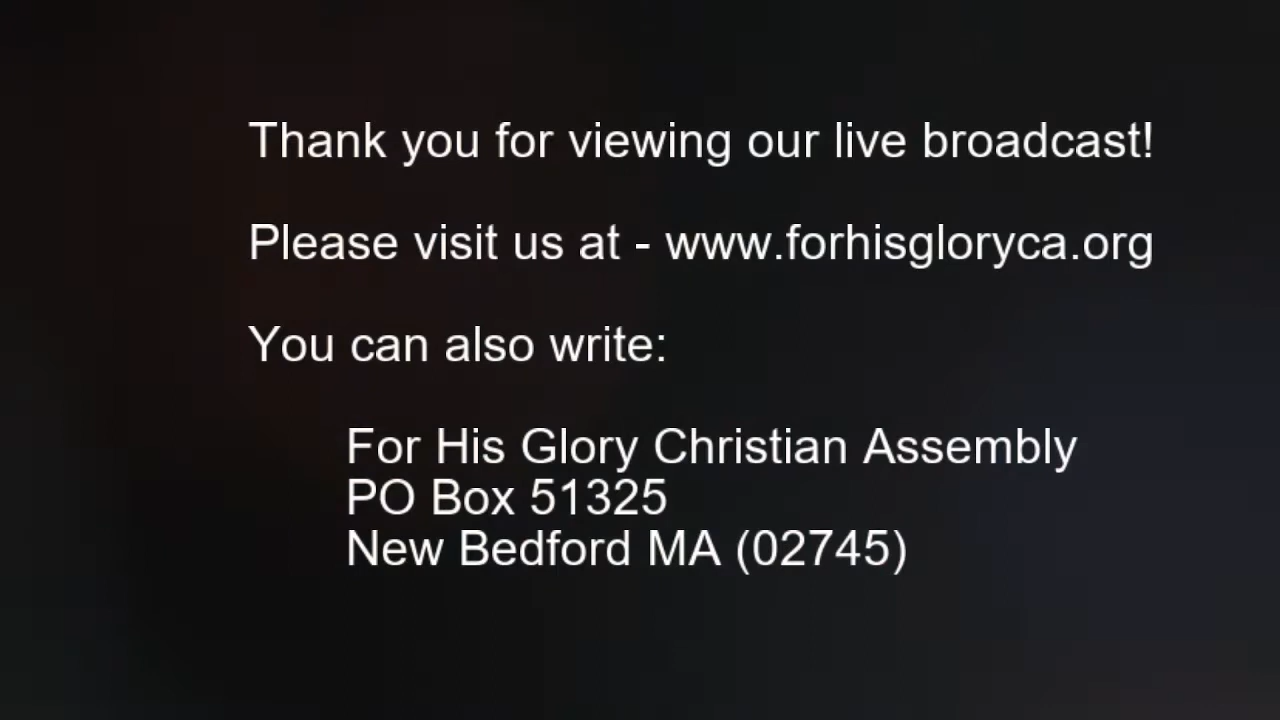 Thank you for viewing our live broadcast!
Please visit us at - www.forhisgloryca.org
You can also write:
For His Glory Christian Assembly
PO Box 51325
New Bedford MA (02745)